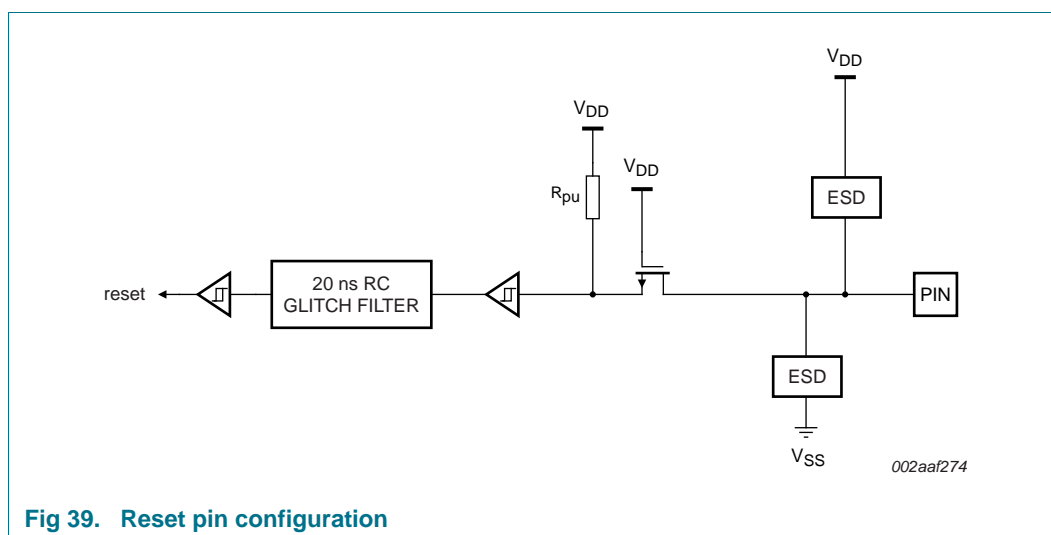 VDD
VDD
VDD
Rpu
ESD
reset
20 ns RC
GLITCH FILTER
PIN
ESD
VSS
002aaf274
Fig 39. Reset pin configuration